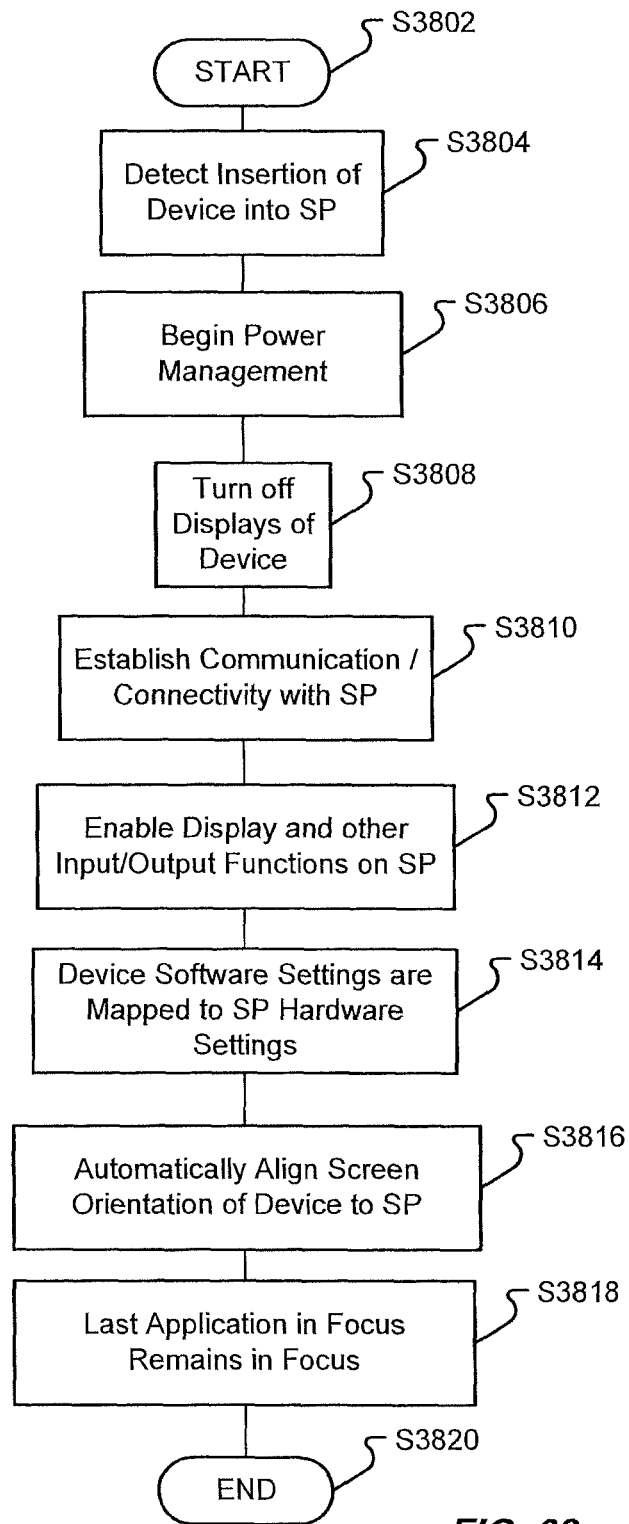 S3802
START
S3804
Detect Insertion of
Device into SP
S3806
Begin Power
Management
S3808
Turn off
Displays of
Device
S3810
Establish Communication /
Connectivity with SP
S3812
Enable Display and other
Input/Output Functions on SP
S3814
Device Software Settings are
Mapped to SP Hardware
Settings
S3816
Automatically Align Screen
Orientation of Device to SP
S3818
Last Application in Focus
Remains in Focus
S3820
END